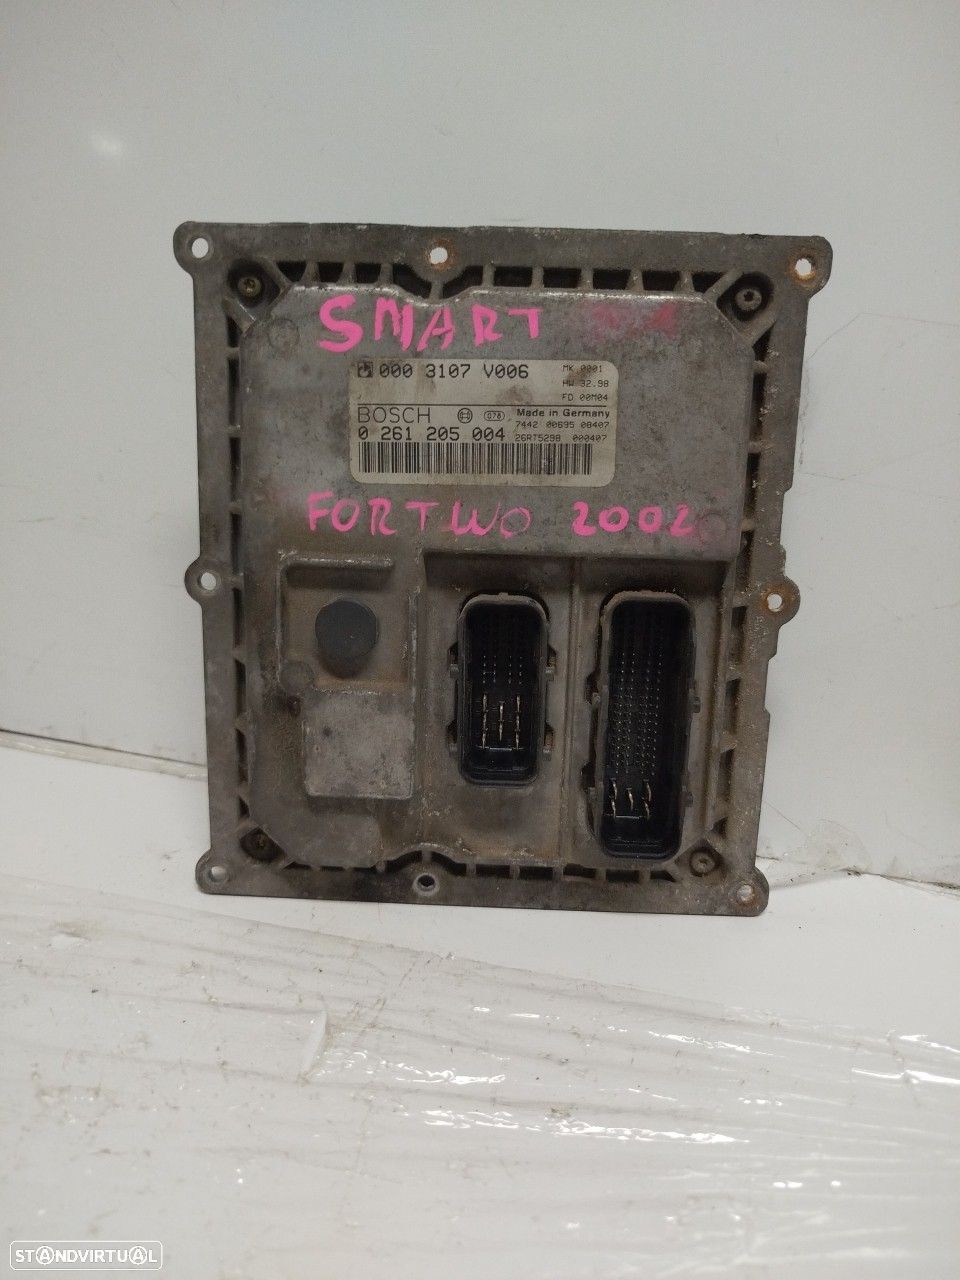 SMART
000 3107 V006
MK 0001
HW 32.98
FD 00M04
BOSCH 078 Made in Germany
7442 00695 08407
0 261 205 004 26RT5298 000407
FORTWO 2002
STANDVIRTUAL